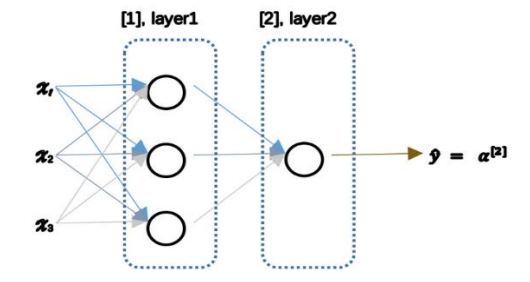 [1], layer1
[2], layer2
x₁
x₂
x₃
ŷ = a^[2]